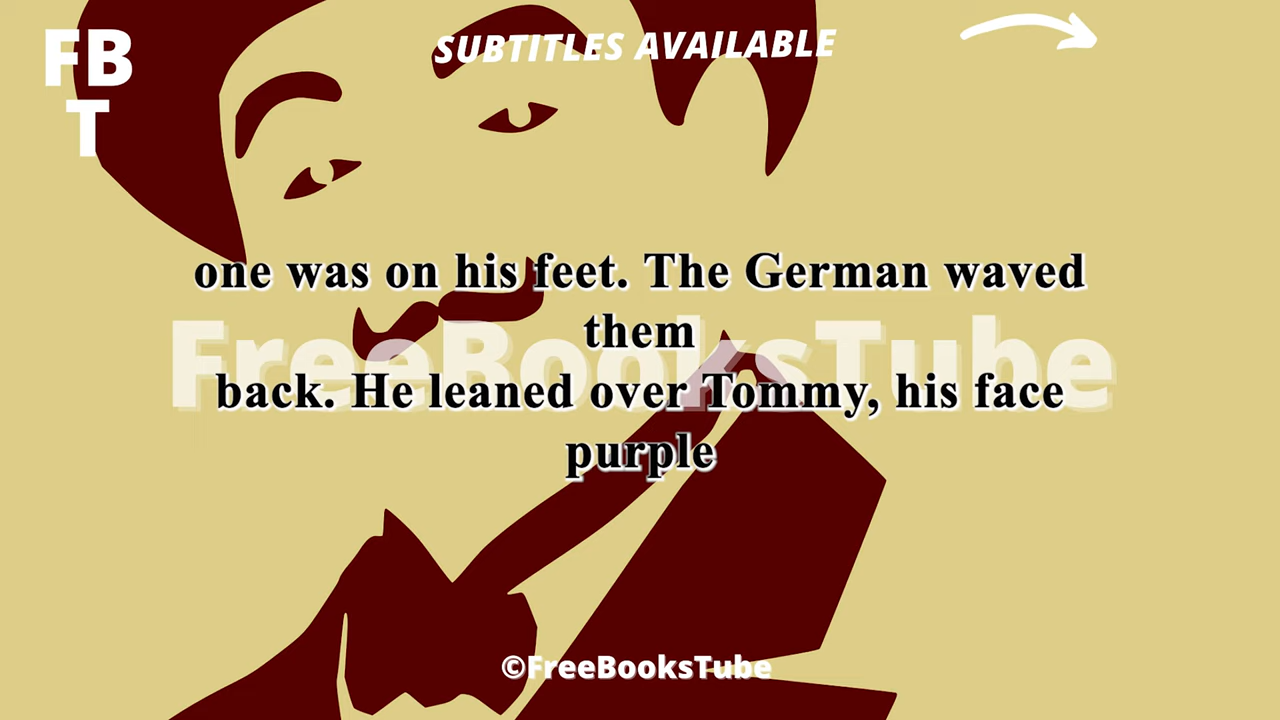 FB
T
SUBTITLES AVAILABLE
one was on his feet. The German waved
them
FreeBooksTube
back. He leaned over Tommy, his face
purple
©FreeBooksTube